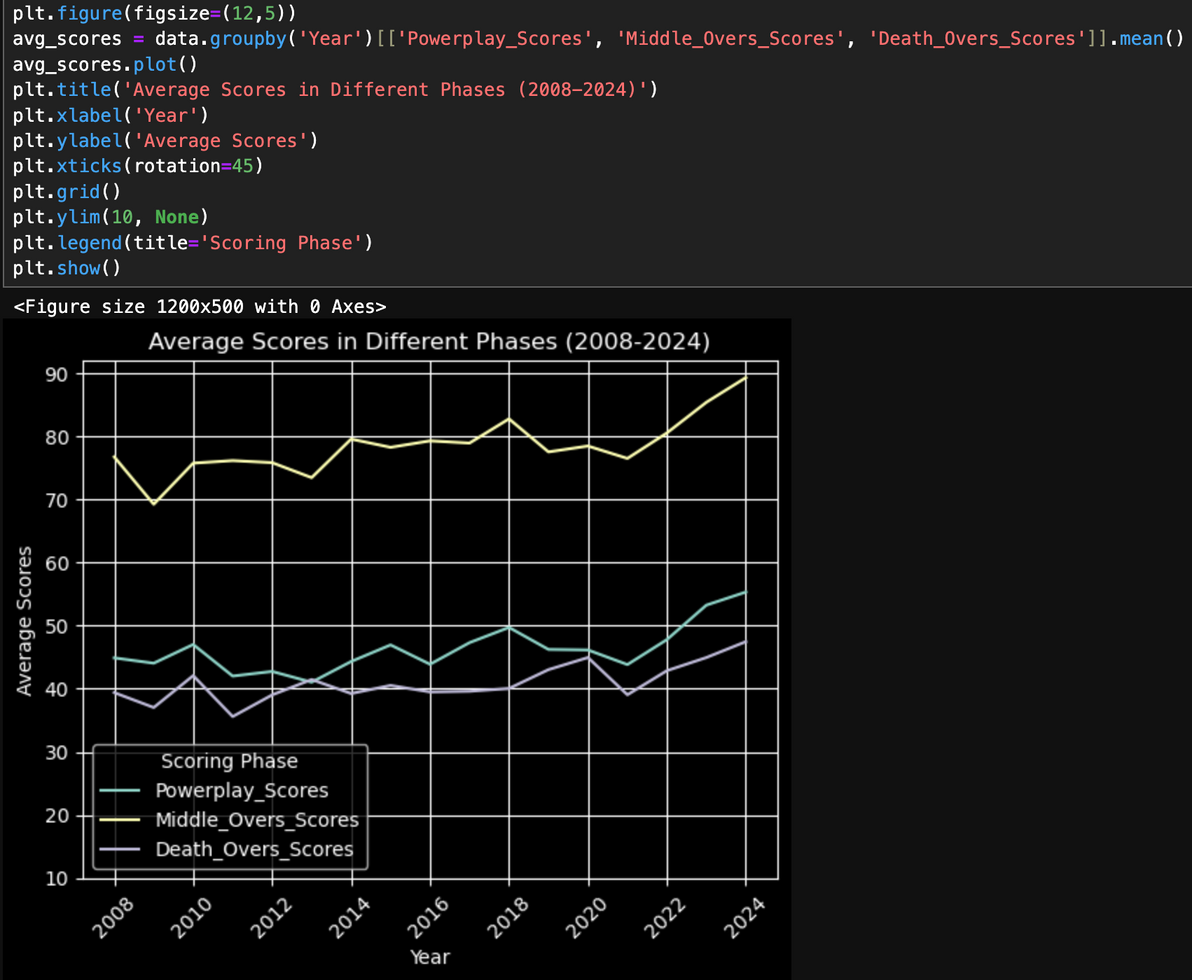 plt.figure(figsize=(12,5))
avg_scores = data.groupby('Year')[['Powerplay_Scores', 'Middle_Overs_Scores', 'Death_Overs_Scores']].mean()
avg_scores.plot()
plt.title('Average Scores in Different Phases (2008-2024)')
plt.xlabel('Year')
plt.ylabel('Average Scores')
plt.xticks(rotation=45)
plt.grid()
plt.ylim(10, None)
plt.legend(title='Scoring Phase')
plt.show()
<Figure size 1200x500 with 0 Axes>
Average Scores in Different Phases (2008-2024)
90
80
70
60
50
40
30
20
10
Average Scores
Scoring Phase
Powerplay_Scores
Middle_Overs_Scores
Death_Overs_Scores
2008 2010 2012 2014 2016 2018 2020 2022 2024
Year